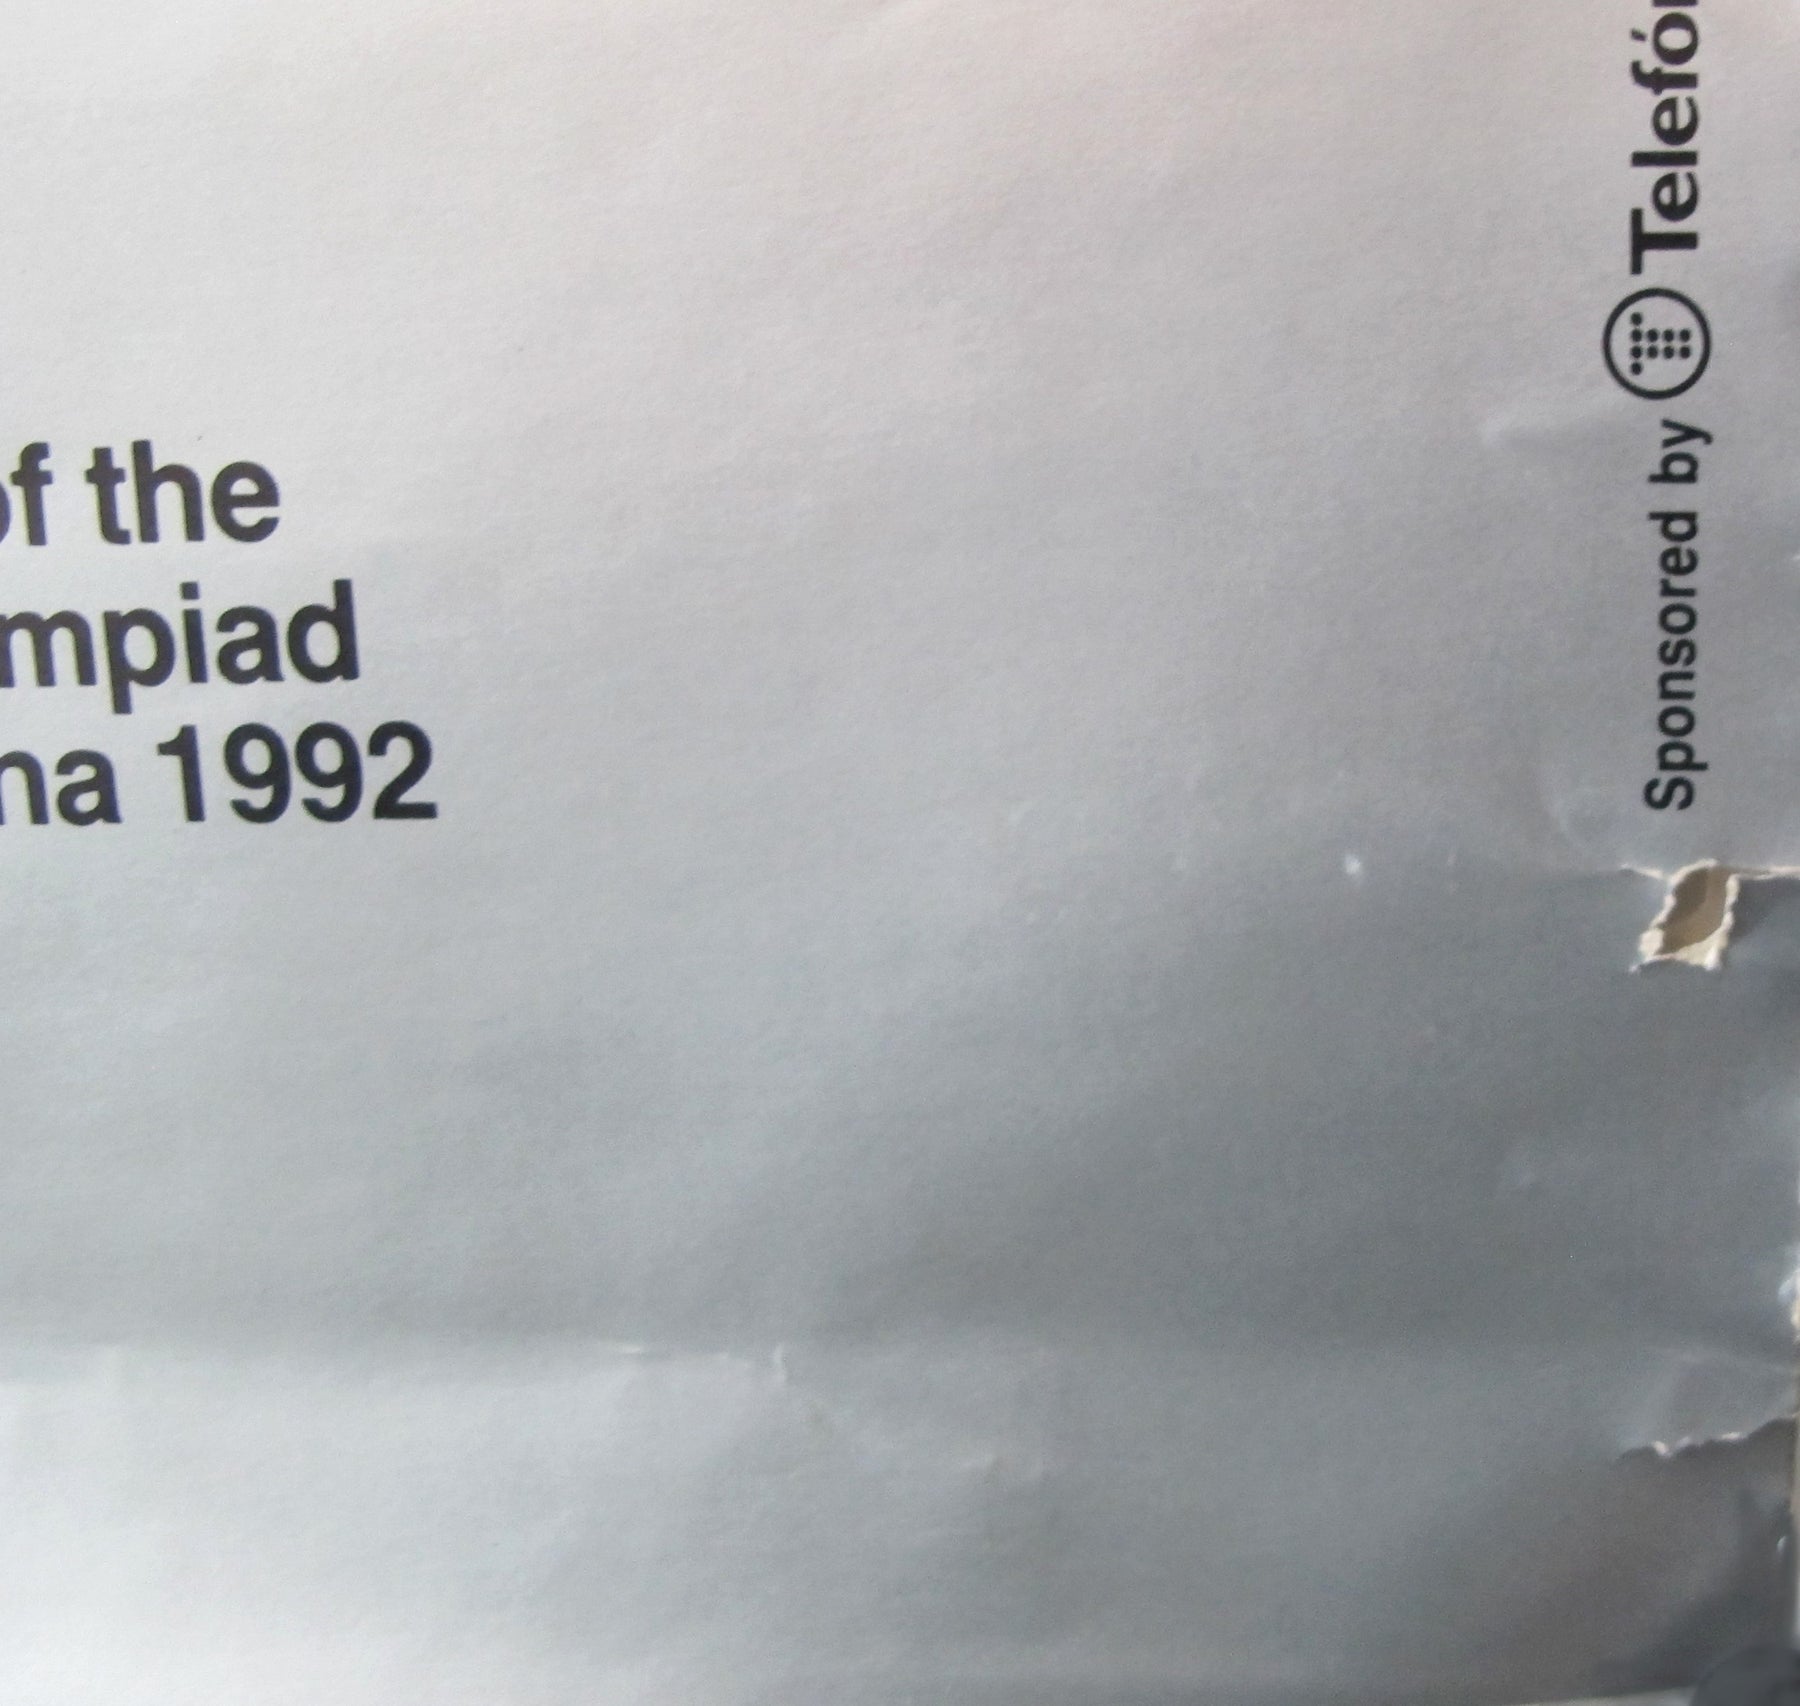 of the
mpiad
na 1992
Sponsored by Telefó